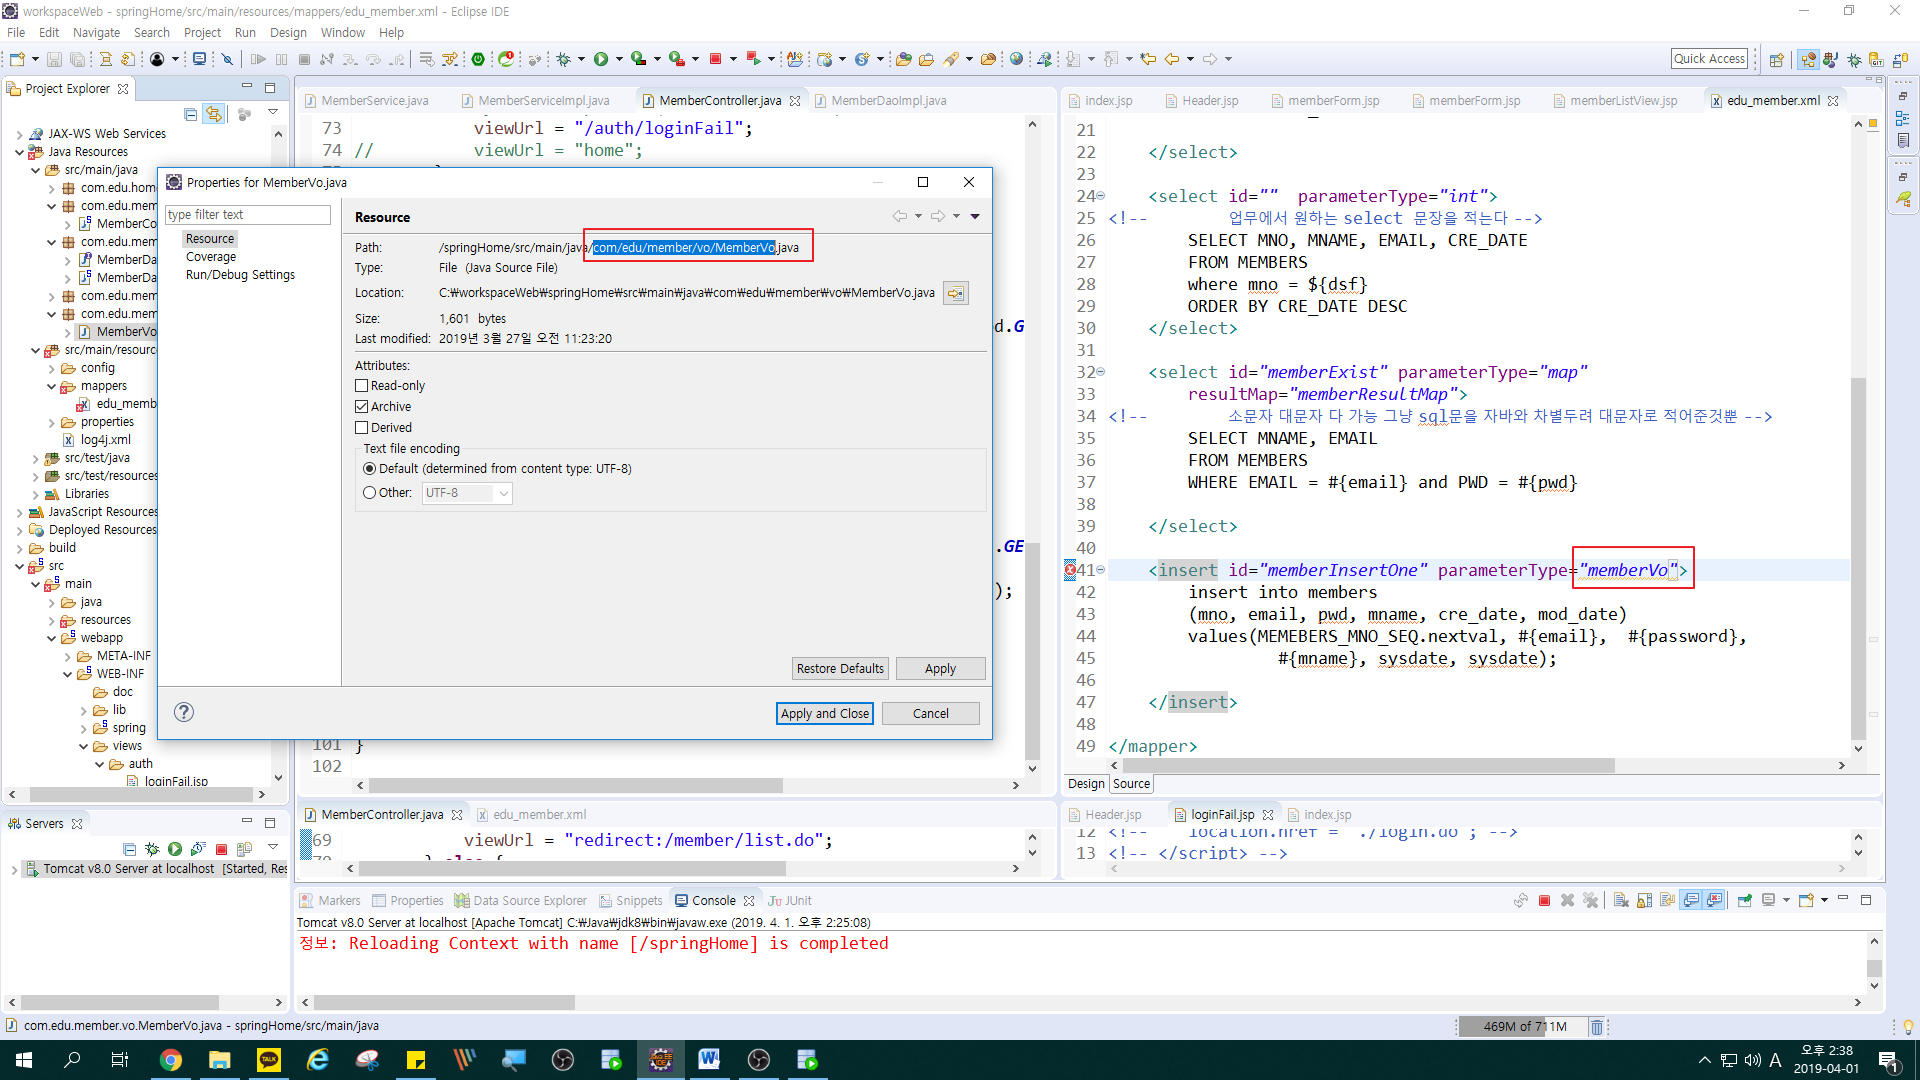 workspaceWeb - springHome/src/main/resources/mappers/edu_member.xml - Eclipse IDE
File Edit Navigate Search Project Run Design Window Help
Quick Access
Project Explorer
JAX-WS Web Services
Java Resources
src/main/java
com.edu.hom
com.edu.mem
MemberCo
com.edu.mem
MemberDa
MemberDa
com.edu.mem
com.edu.mem
MemberVo
src/main/resourc
config
mappers
edu_memb
properties
log4j.xml
src/test/java
src/test/resources
Libraries
JavaScript Resources
Deployed Resources
build
src
main
java
resources
webapp
META-INF
WEB-INF
doc
lib
spring
views
auth
loginFail.jsp
MemberService.java MemberServiceImpl.java MemberController.java MemberDaoImpl.java
73 viewUrl = "/auth/loginFail";
74 // viewUrl = "home";
d.G
.GE
);
101 }
102
Properties for MemberVo.java
type filter text
Resource
Coverage
Run/Debug Settings
Resource
Path: /springHome/src/main/java/com/edu/member/vo/MemberVo.java
Type: File (Java Source File)
Location: C:₩workspaceWeb₩springHome₩src₩main₩java₩com₩edu₩member₩vo₩MemberVo.java
Size: 1,601 bytes
Last modified: 2019년 3월 27일 오전 11:23:20
Attributes:
Read-only
Archive
Derived
Text file encoding
Default (determined from content type: UTF-8)
Other: UTF-8
Restore Defaults Apply
Apply and Close Cancel
index.jsp Header.jsp memberForm.jsp memberForm.jsp memberListView.jsp edu_member.xml
21
22 </select>
23
24 <select id="" parameterType="int">
25 <!-- 업무에서 원하는 select 문장을 적는다 -->
26 SELECT MNO, MNAME, EMAIL, CRE_DATE
27 FROM MEMBERS
28 where mno = ${dsf}
29 ORDER BY CRE_DATE DESC
30 </select>
31
32 <select id="memberExist" parameterType="map"
33 resultMap="memberResultMap">
34 <!-- 소문자 대문자 다 가능 그냥 sql문을 자바와 차별두려 대문자로 적어준것뿐 -->
35 SELECT MNAME, EMAIL
36 FROM MEMBERS
37 WHERE EMAIL = #{email} and PWD = #{pwd}
38
39 </select>
40
41 <insert id="memberInsertOne" parameterType="memberVo">
42 insert into members
43 (mno, email, pwd, mname, cre_date, mod_date)
44 values(MEMEBERS_MNO_SEQ.nextval, #{email}, #{password},
45 #{mname}, sysdate, sysdate);
46
47 </insert>
48
49 </mapper>
Design Source
Servers
Tomcat v8.0 Server at localhost [Started, Res
MemberController.java edu_member.xml
69 viewUrl = "redirect:/member/list.do";
70 } else {
Header.jsp loginFail.jsp index.jsp
12 <!-- location.href = "./login.do"; -->
13 <!-- </script> -->
Markers Properties Data Source Explorer Snippets Console JUnit
Tomcat v8.0 Server at localhost [Apache Tomcat] C:₩Java₩jdk8₩bin₩javaw.exe (2019. 4. 1. 오후 2:25:08)
정보: Reloading Context with name [/springHome] is completed
com.edu.member.vo.MemberVo.java - springHome/src/main/java
469M of 711M
TALK
A
오후 2:38
2019-04-01
1